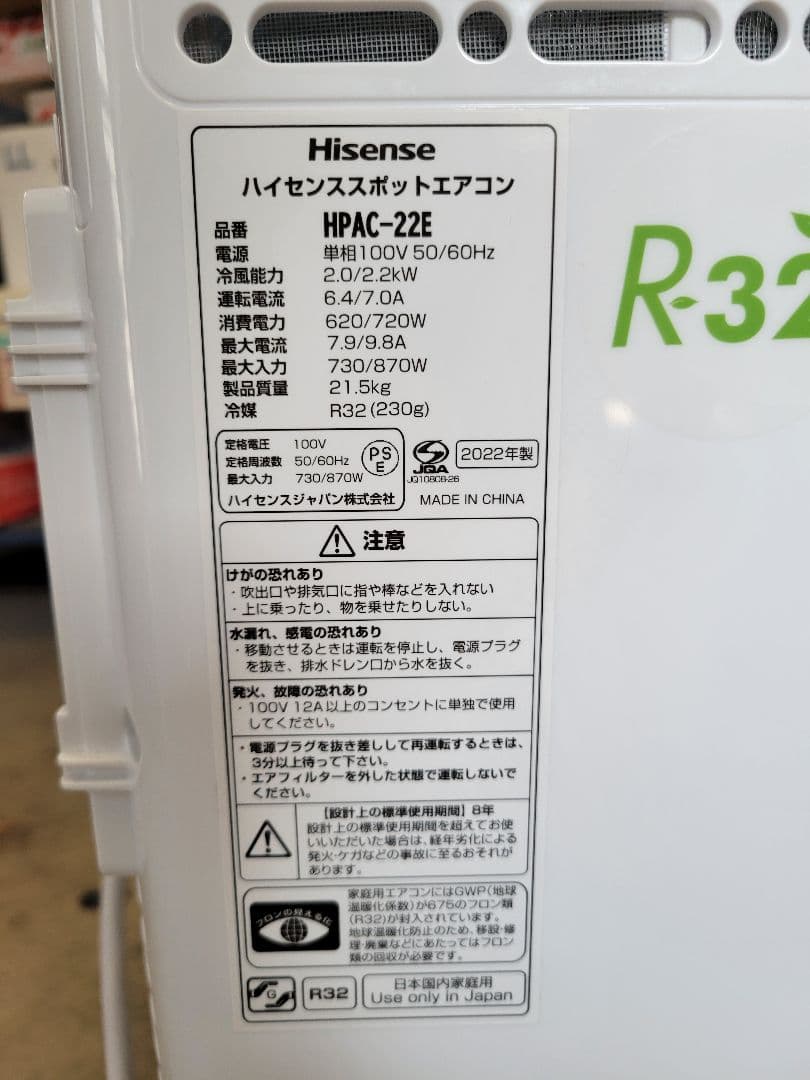 Hisense
ハイセンススポットエアコン
品番 HPAC-22E
電源 単相100V 50/60Hz
冷風能力 2.0/2.2kW
運転電流 6.4/7.0A
消費電力 620/720W
最大電流 7.9/9.8A
最大入力 730/870W
製品質量 21.5kg
冷媒 R32(230g)
定格電圧 100V
定格周波数 50/60Hz
最大入力 730/870W
ハイセンスジャパン株式会社
PS
E
JQA
JQ10808-26
2022年製
MADE IN CHINA
注意
けがの恐れあり
・吹出口や排気口に指や棒などを入れない
・上に乗ったり、物を乗せたりしない。
水漏れ、感電の恐れあり
・移動させるときは運転を停止し、電源プラグ
を抜き、排水ドレン口から水を抜く。
発火、故障の恐れあり
・100V 12A以上のコンセントに単独で使用
してください。
・電源プラグを抜き差しして再運転するときは、
3分以上待って下さい。
・エアフィルターを外した状態で運転しないで
ください。
【設計上の標準使用期間】8年
設計上の標準使用期間を超えてお使
いいただいた場合は、経年劣化による
発火・ケガなどの事故に至るおそれが
あります。
フロンの見える化
家庭用エアコンにはGWP(地球
温暖化係数)が675のフロン類
(R32)が封入されています。
地球温暖化防止のため、移設・修
理・廃棄などにあたってはフロン
類の回収が必要です。
G
R32
日本国内家庭用
Use only in Japan
R-32